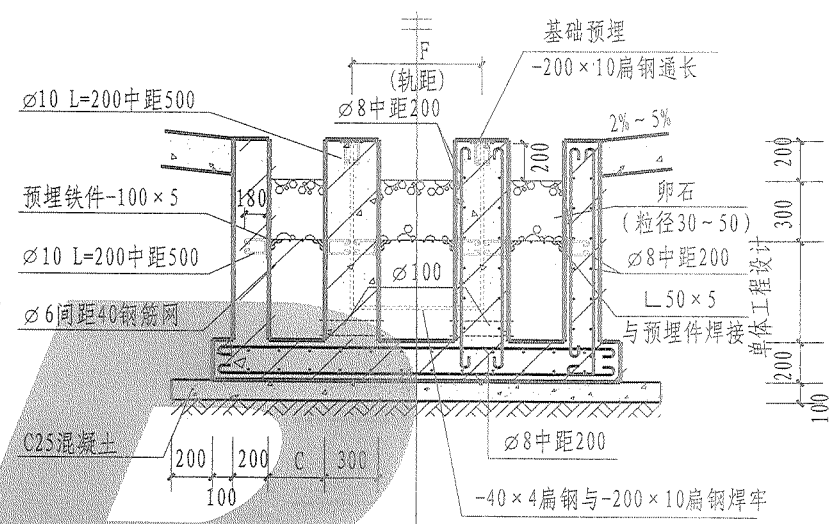 基础预埋
-200×10扁钢通长
F
(轨距)
⌀10 L=200中距500
⌀8中距200
2%~5%
200
200
预埋铁件-100×5
180
卵石
(粒径30~50)
300
⌀10 L=200中距500
⌀100
⌀8中距200
⌀6间距40钢筋网
∟50×5
与预埋件焊接
单体工程设计
200
100
C25混凝土
200
100
200
C
300
⌀8中距200
-40×4扁钢与-200×10扁钢焊牢